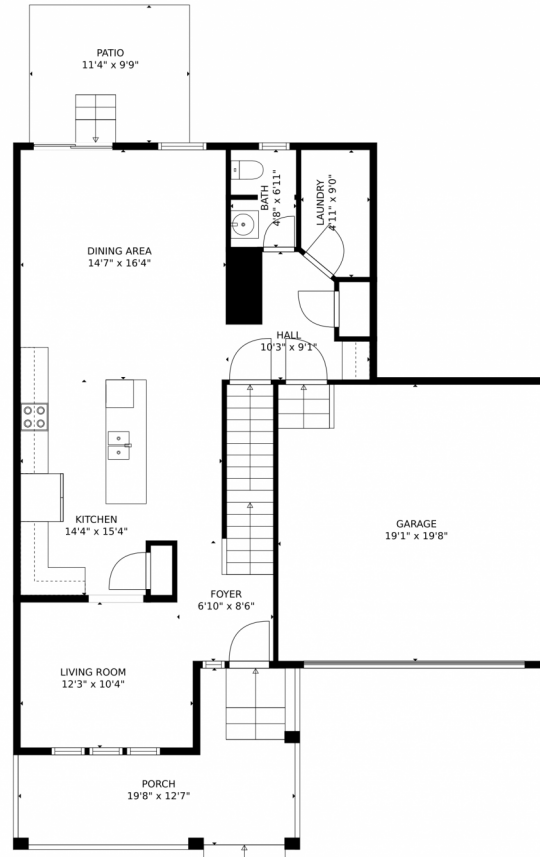 PATIO
11'4" x 9'9"
BATH
4'8" x 6'11"
LAUNDRY
4'11" x 9'0"
DINING AREA
14'7" x 16'4"
HALL
10'3" x 9'1"
KITCHEN
14'4" x 15'4"
GARAGE
19'1" x 19'8"
FOYER
6'10" x 8'6"
LIVING ROOM
12'3" x 10'4"
PORCH
19'8" x 12'7"